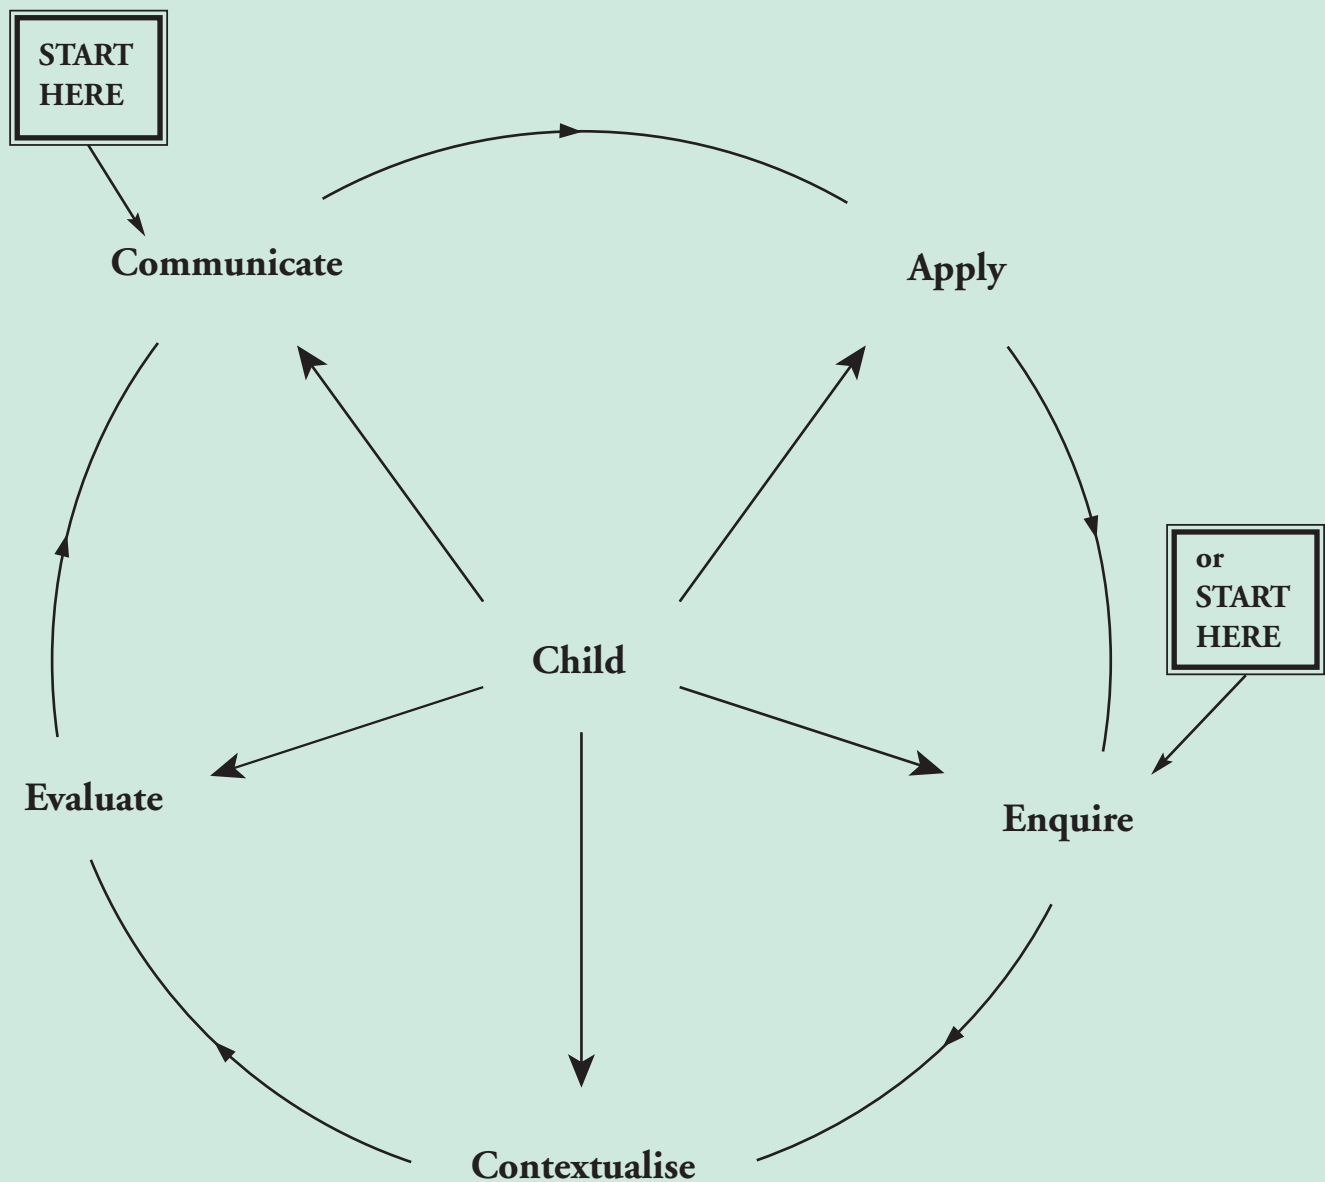 START
HERE
Communicate
Apply
or
START
HERE
Child
Evaluate
Enquire
Contextualise